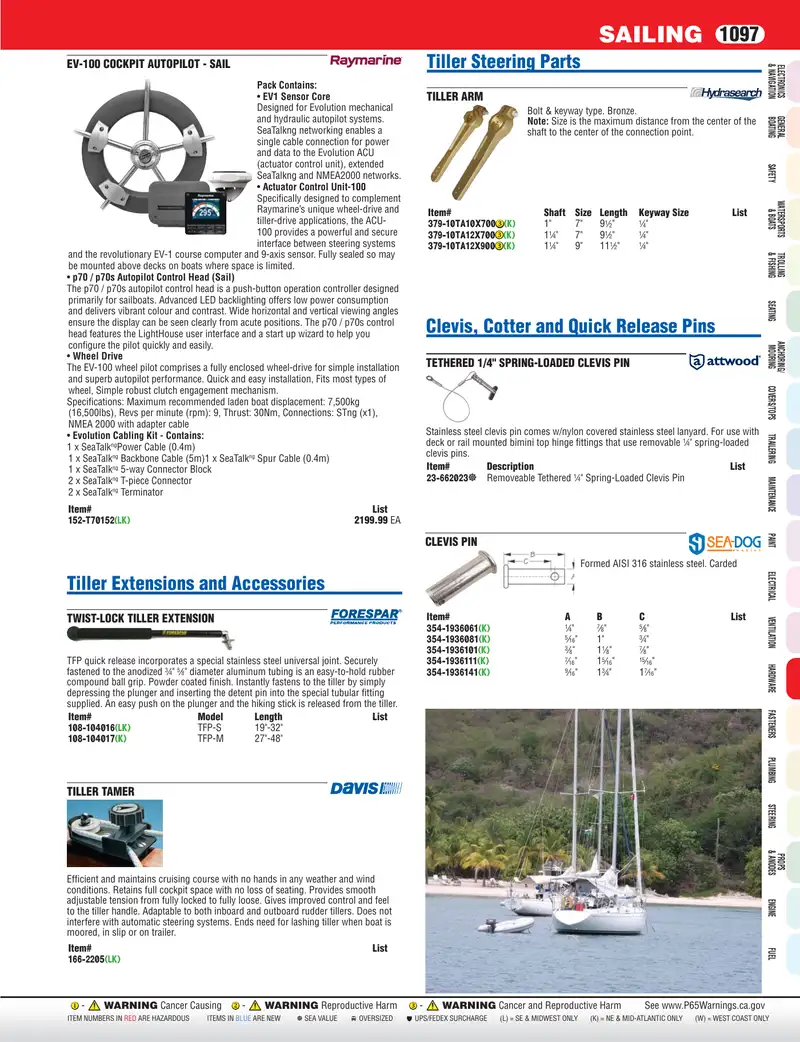 SAILING 1097
EV-100 COCKPIT AUTOPILOT - SAIL
Raymarine
Pack Contains:
• EV1 Sensor Core
Designed for Evolution mechanical
and hydraulic autopilot systems.
SeaTalkng networking enables a
single cable connection for power
and data to the Evolution ACU
(actuator control unit), extended
SeaTalkng and NMEA2000 networks.
• Actuator Control Unit-100
Specifically designed to complement
Raymarine's unique wheel-drive and
tiller-drive applications, the ACU-
100 provides a powerful and secure
interface between steering systems
and the revolutionary EV-1 course computer and 9-axis sensor. Fully sealed so may
be mounted above decks on boats where space is limited.
• p70 / p70s Autopilot Control Head (Sail)
The p70 / p70s autopilot control head is a push-button operation controller designed
primarily for sailboats. Advanced LED backlighting offers low power consumption
and delivers vibrant colour and contrast. Wide horizontal and vertical viewing angles
ensure the display can be seen clearly from acute positions. The p70 / p70s control
head features the LightHouse user interface and a start up wizard to help you
configure the pilot quickly and easily.
• Wheel Drive
The EV-100 wheel pilot comprises a fully enclosed wheel-drive for simple installation
and superb autopilot performance. Quick and easy installation, Fits most types of
wheel, Simple robust clutch engagement mechanism.
Specifications: Maximum recommended laden boat displacement: 7,500kg
(16,500lbs), Revs per minute (rpm): 9, Thrust: 30Nm, Connections: STng (x1),
NMEA 2000 with adapter cable
• Evolution Cabling Kit - Contains:
1 x SeaTalkngPower Cable (0.4m)
1 x SeaTalkng Backbone Cable (5m)1 x SeaTalkng Spur Cable (0.4m)
1 x SeaTalkng 5-way Connector Block
2 x SeaTalkng T-piece Connector
2 x SeaTalkng Terminator
Item# List
152-T70152(LK) 2199.99 EA
Tiller Extensions and Accessories
TWIST-LOCK TILLER EXTENSION
FORESPAR®
PERFORMANCE PRODUCTS
TFP quick release incorporates a special stainless steel universal joint. Securely
fastened to the anodized ¾" ⅝" diameter aluminum tubing is an easy-to-hold rubber
compound ball grip. Powder coated finish. Instantly fastens to the tiller by simply
depressing the plunger and inserting the detent pin into the special tubular fitting
supplied. An easy push on the plunger and the hiking stick is released from the tiller.
Item# Model Length List
108-104016(LK) TFP-S 19"-32"
108-104017(K) TFP-M 27"-48"
TILLER TAMER
DAVIS
Efficient and maintains cruising course with no hands in any weather and wind
conditions. Retains full cockpit space with no loss of seating. Provides smooth
adjustable tension from fully locked to fully loose. Gives improved control and feel
to the tiller handle. Adaptable to both inboard and outboard rudder tillers. Does not
interfere with automatic steering systems. Ends need for lashing tiller when boat is
moored, in slip or on trailer.
Item# List
166-2205(LK)
Tiller Steering Parts
TILLER ARM
Hydrasearch
Bolt & keyway type. Bronze.
Note: Size is the maximum distance from the center of the
shaft to the center of the connection point.
Item# Shaft Size Length Keyway Size List
379-10TA10X700 3 (K) 1" 7" 9½" ¼"
379-10TA12X700 3 (K) 1¼" 7" 9½" ¼"
379-10TA12X900 3 (K) 1¼" 9" 11½" ¼"
Clevis, Cotter and Quick Release Pins
TETHERED 1/4" SPRING-LOADED CLEVIS PIN
attwood®
Stainless steel clevis pin comes w/nylon covered stainless steel lanyard. For use with
deck or rail mounted bimini top hinge fittings that use removable ¼" spring-loaded
clevis pins.
Item# Description List
23-662023 Removeable Tethered ¼" Spring-Loaded Clevis Pin
CLEVIS PIN
SEA-DOG
B
C
A
Formed AISI 316 stainless steel. Carded
Item# A B C List
354-1936061(K) ¼" ⅞" ⅝"
354-1936081(K) 5/16" 1" ¾"
354-1936101(K) ⅜" 1⅛" ⅞"
354-1936111(K) 7/16" 1 5/16" 15/16"
354-1936141(K) 9/16" 1¾" 1 7/16"
ELECTRONICS
& NAVIGATION
GENERAL
BOATING
SAFETY
WATERSPORTS
& BOATS
TROLLING
& FISHING
SEATING
ANCHORING/
MOORING
COVERS/TOPS
TRAILERING
MAINTENANCE
PAINT
ELECTRICAL
VENTILATION
HARDWARE
FASTENERS
PLUMBING
STEERING
PROPS
& ANODES
ENGINE
FUEL
1 - WARNING Cancer Causing 2 - WARNING Reproductive Harm 3 - WARNING Cancer and Reproductive Harm See www.P65Warnings.ca.gov
ITEM NUMBERS IN RED ARE HAZARDOUS ITEMS IN BLUE ARE NEW SEA VALUE OVERSIZED UPS/FEDEX SURCHARGE (L) = SE & MIDWEST ONLY (K) = NE & MID-ATLANTIC ONLY (W) = WEST COAST ONLY